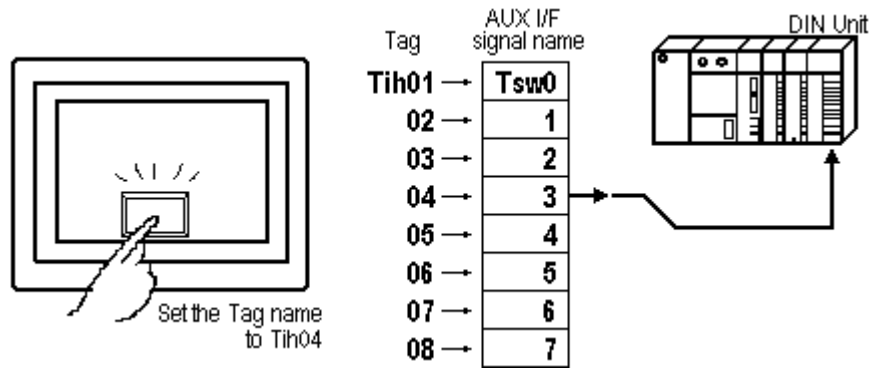 Tag
AUX I/F
signal name
DIN Unit
Tih01 → Tsw0
02 → 1
03 → 2
04 → 3
05 → 4
06 → 5
07 → 6
08 → 7
Set the Tag name
to Tih04